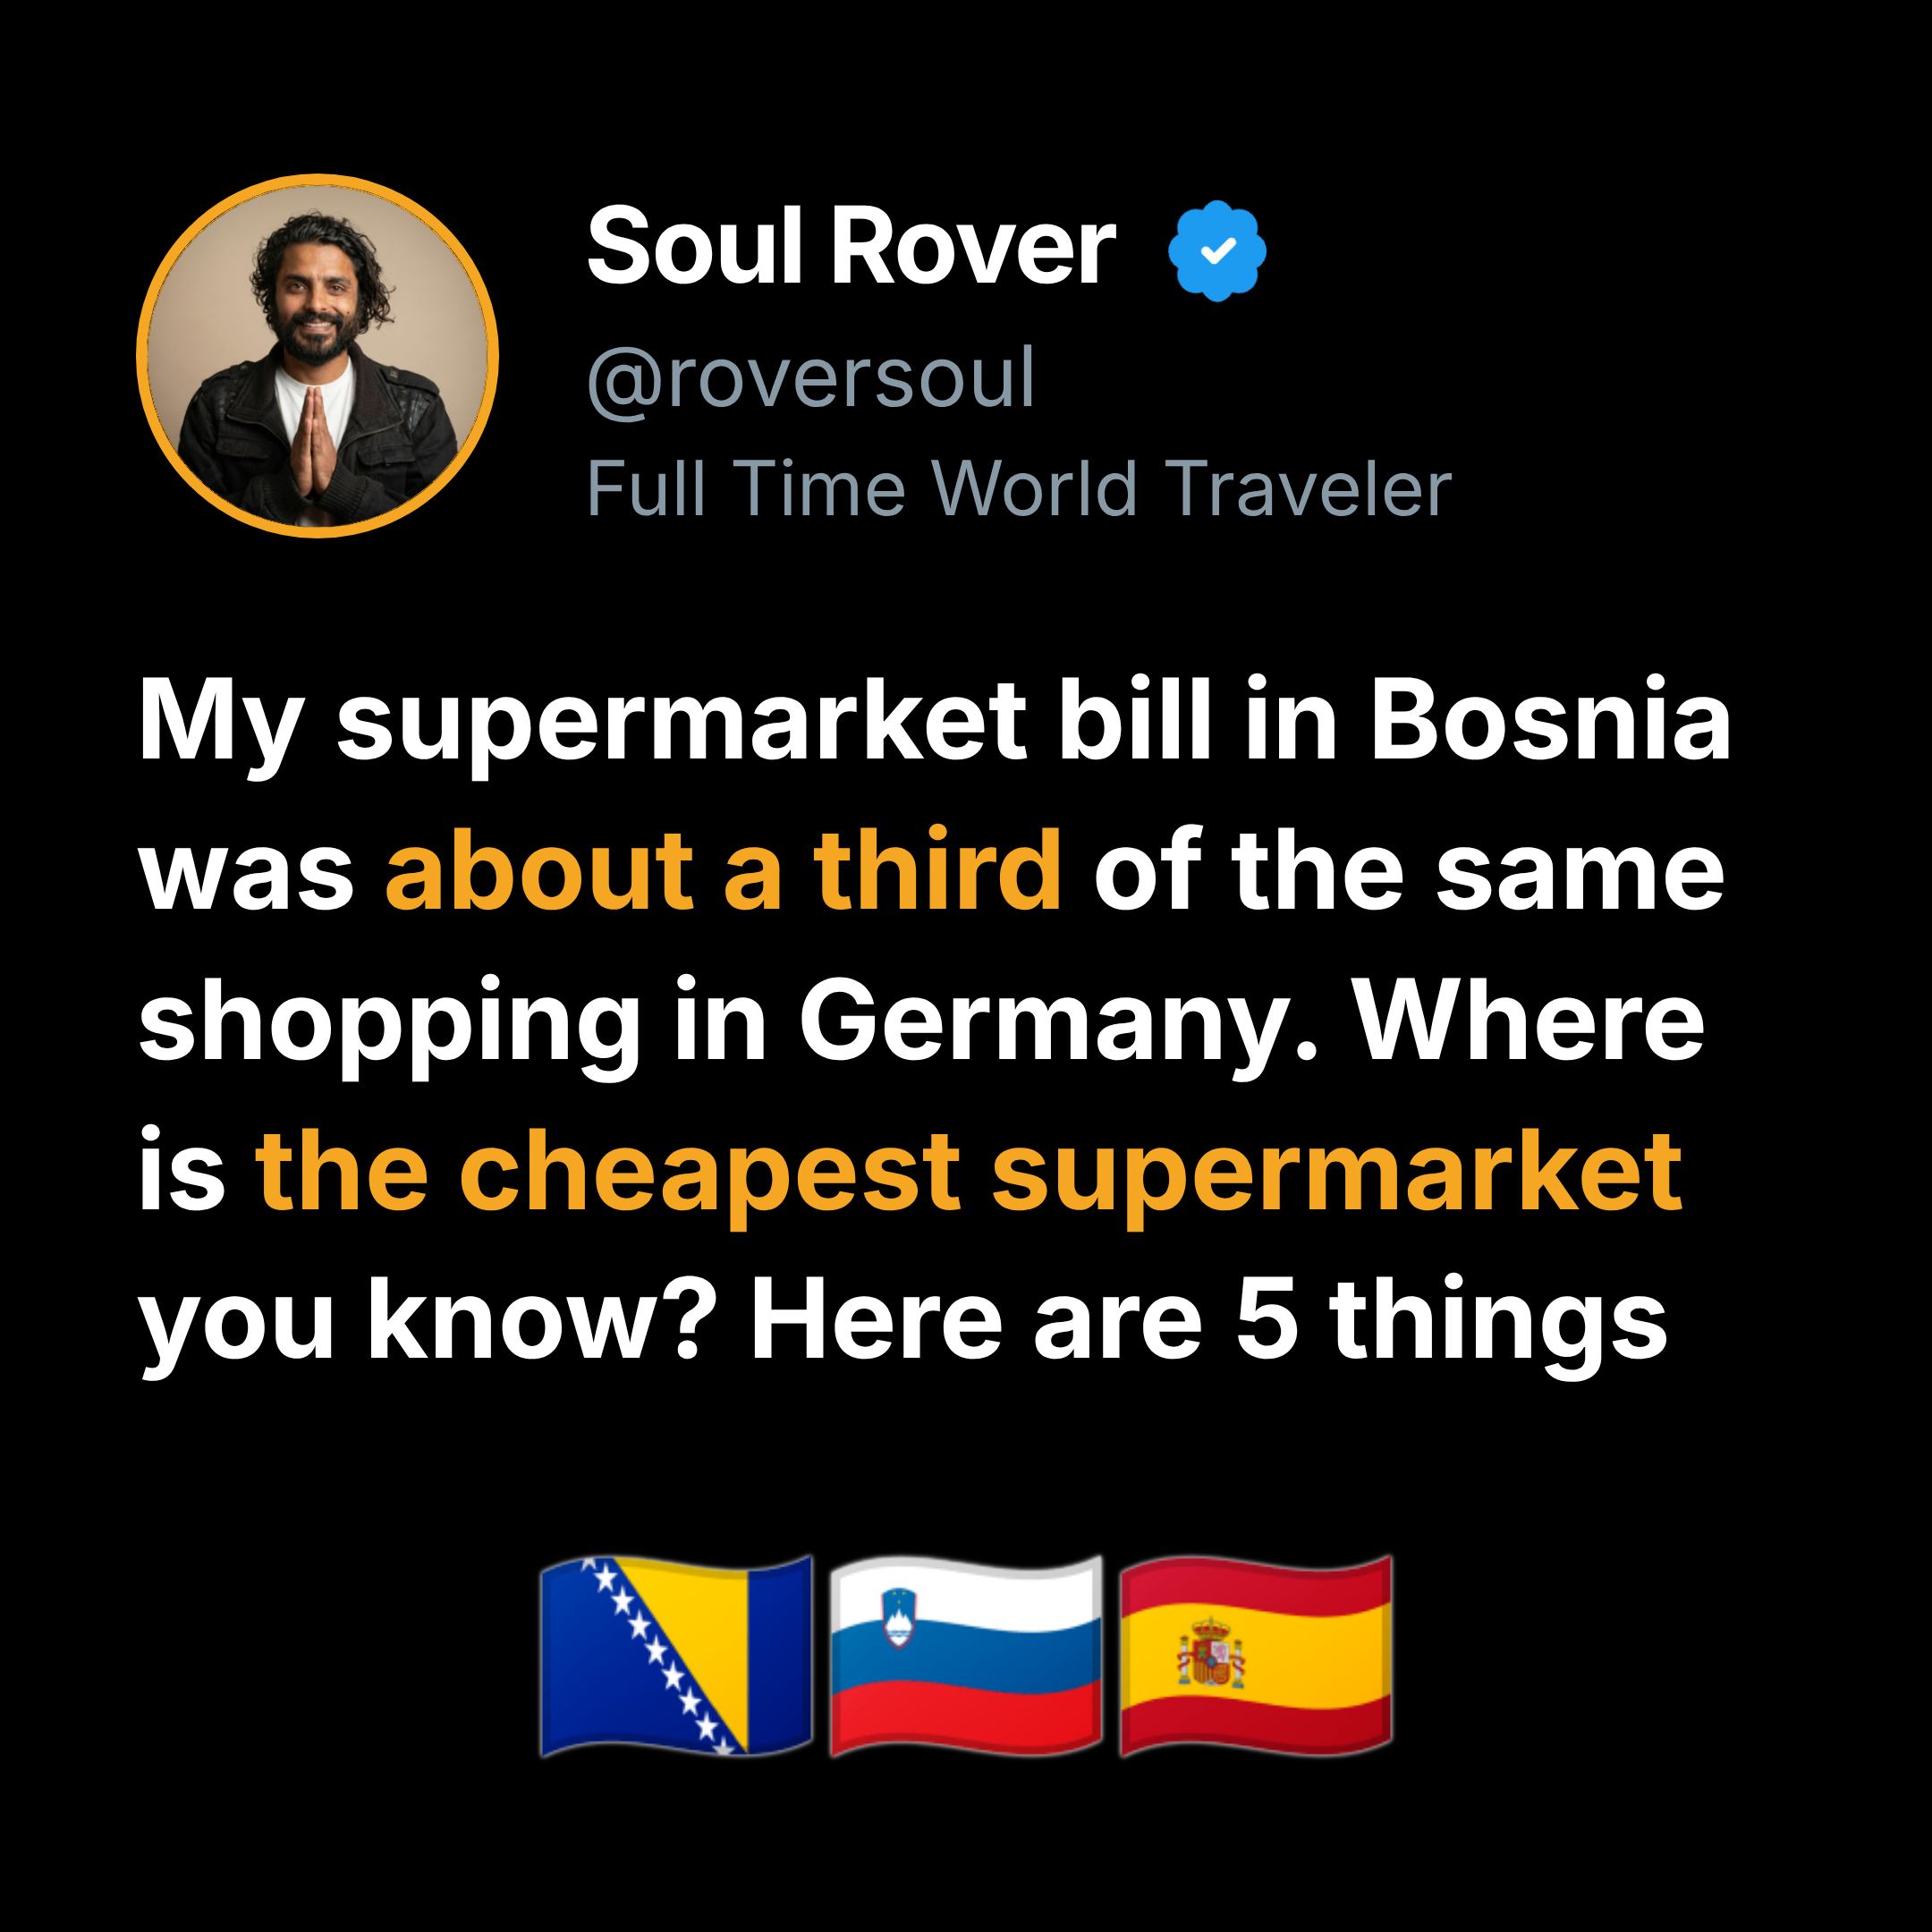 Soul Rover
@roversoul
Full Time World Traveler
My supermarket bill in Bosnia
was about a third of the same
shopping in Germany. Where
is the cheapest supermarket
you know? Here are 5 things